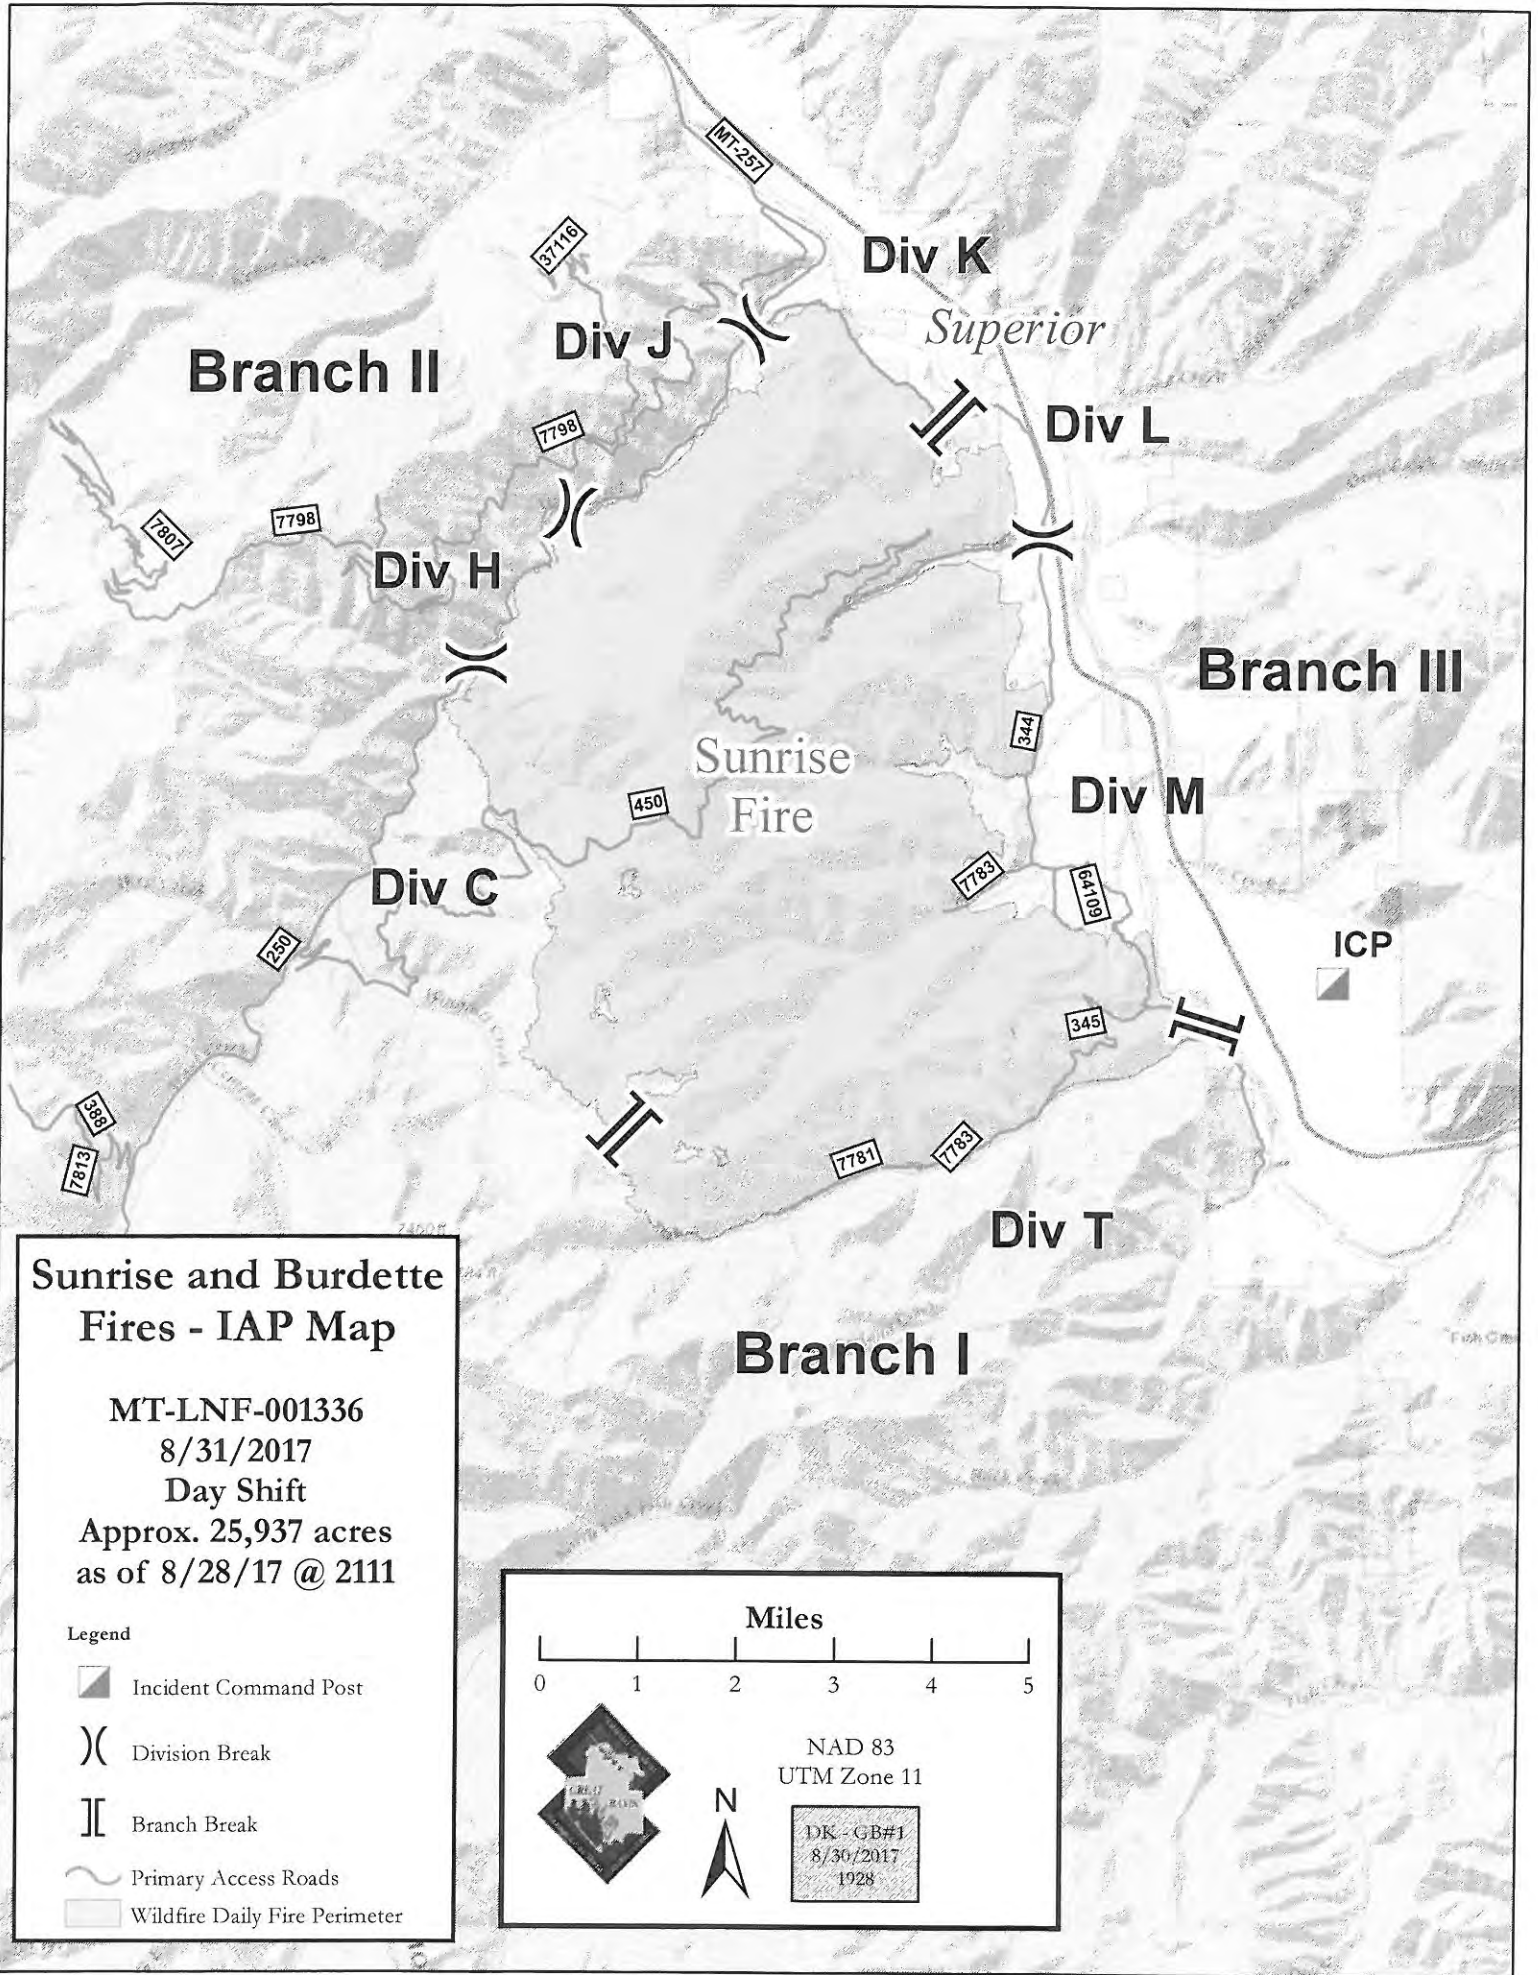 MT-257
37116
Div K
Superior
Div J
Branch II
Div L
7798
7798
7807
Div H
Branch III
344
Sunrise
Fire
450
Div M
7783
64109
Div C
250
ICP
345
388
7813
7781
7783
Div T
Branch I
Sunrise and Burdette
Fires - IAP Map
MT-LNF-001336
8/31/2017
Day Shift
Approx. 25,937 acres
as of 8/28/17 @ 2111
Legend
Incident Command Post
Division Break
Branch Break
Primary Access Roads
Wildfire Daily Fire Perimeter
Miles
0 1 2 3 4 5
NAD 83
UTM Zone 11
N
DK - GB#1
8/30/2017
1928